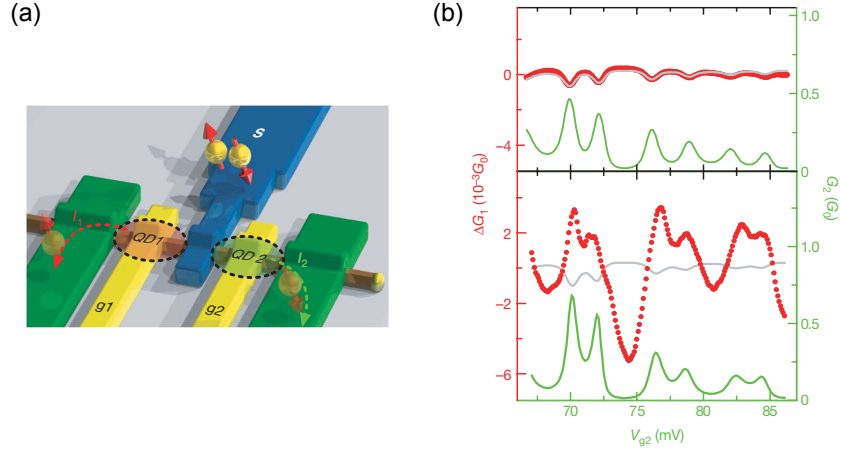 (a)
S
I₁
QD1
QD 2
I₂
g1
g2
(b)
0
-4
1.0
0.5
0
ΔG₁ (10⁻³G₀)
2
-2
-6
1.0
0.5
0
G₂ (G₀)
70
75
80
85
V_g2 (mV)